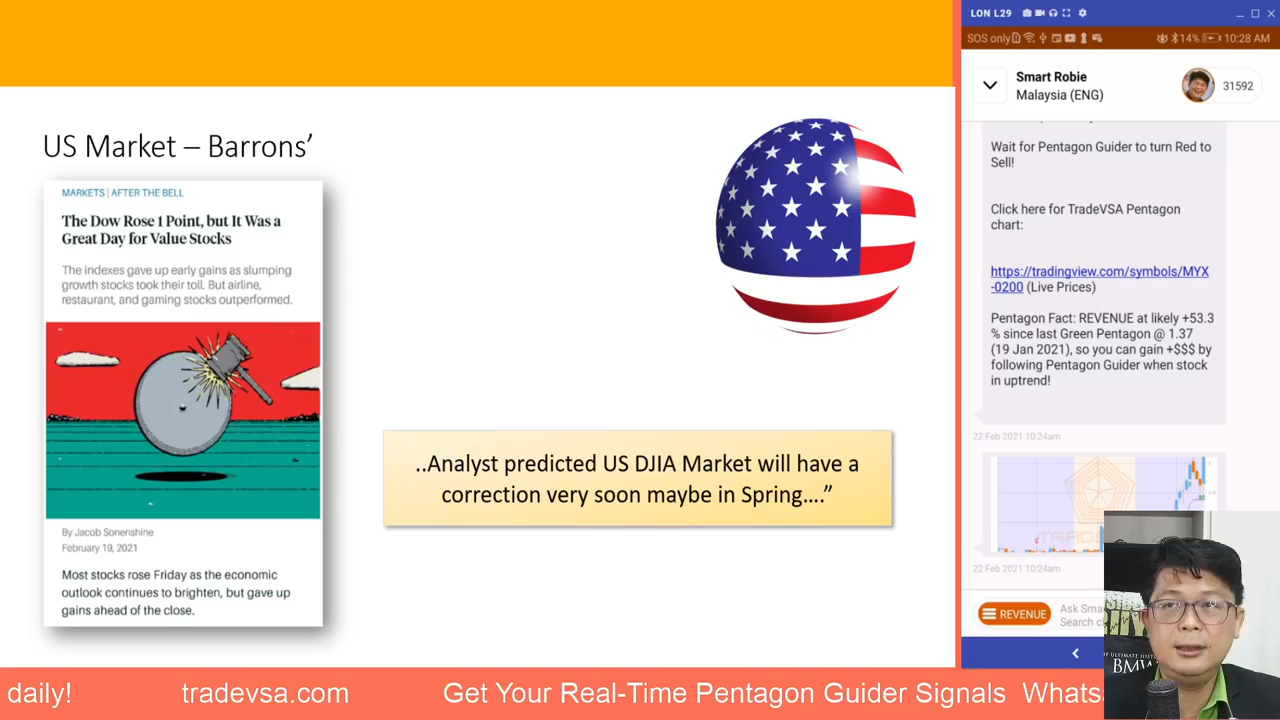 US Market – Barrons’
MARKETS | AFTER THE BELL
The Dow Rose 1 Point, but It Was a
Great Day for Value Stocks
The indexes gave up early gains as slumping
growth stocks took their toll. But airline,
restaurant, and gaming stocks outperformed.
By Jacob Sonenshine
February 19, 2021
Most stocks rose Friday as the economic
outlook continues to brighten, but gave up
gains ahead of the close.
..Analyst predicted US DJIA Market will have a
correction very soon maybe in Spring….”
LON L29
SOS only
14%
10:28 AM
Smart Robie
Malaysia (ENG)
31592
Wait for Pentagon Guider to turn Red to
Sell!
Click here for TradeVSA Pentagon
chart:
https://tradingview.com/symbols/MYX
-0200 (Live Prices)
Pentagon Fact: REVENUE at likely +53.3
% since last Green Pentagon @ 1.37
(19 Jan 2021), so you can gain +$$$ by
following Pentagon Guider when stock
in uptrend!
22 Feb 2021 10:24am
22 Feb 2021 10:24am
REVENUE
Ask Sma
Search c
BMW
daily! tradevsa.com Get Your Real-Time Pentagon Guider Signals Whatsa